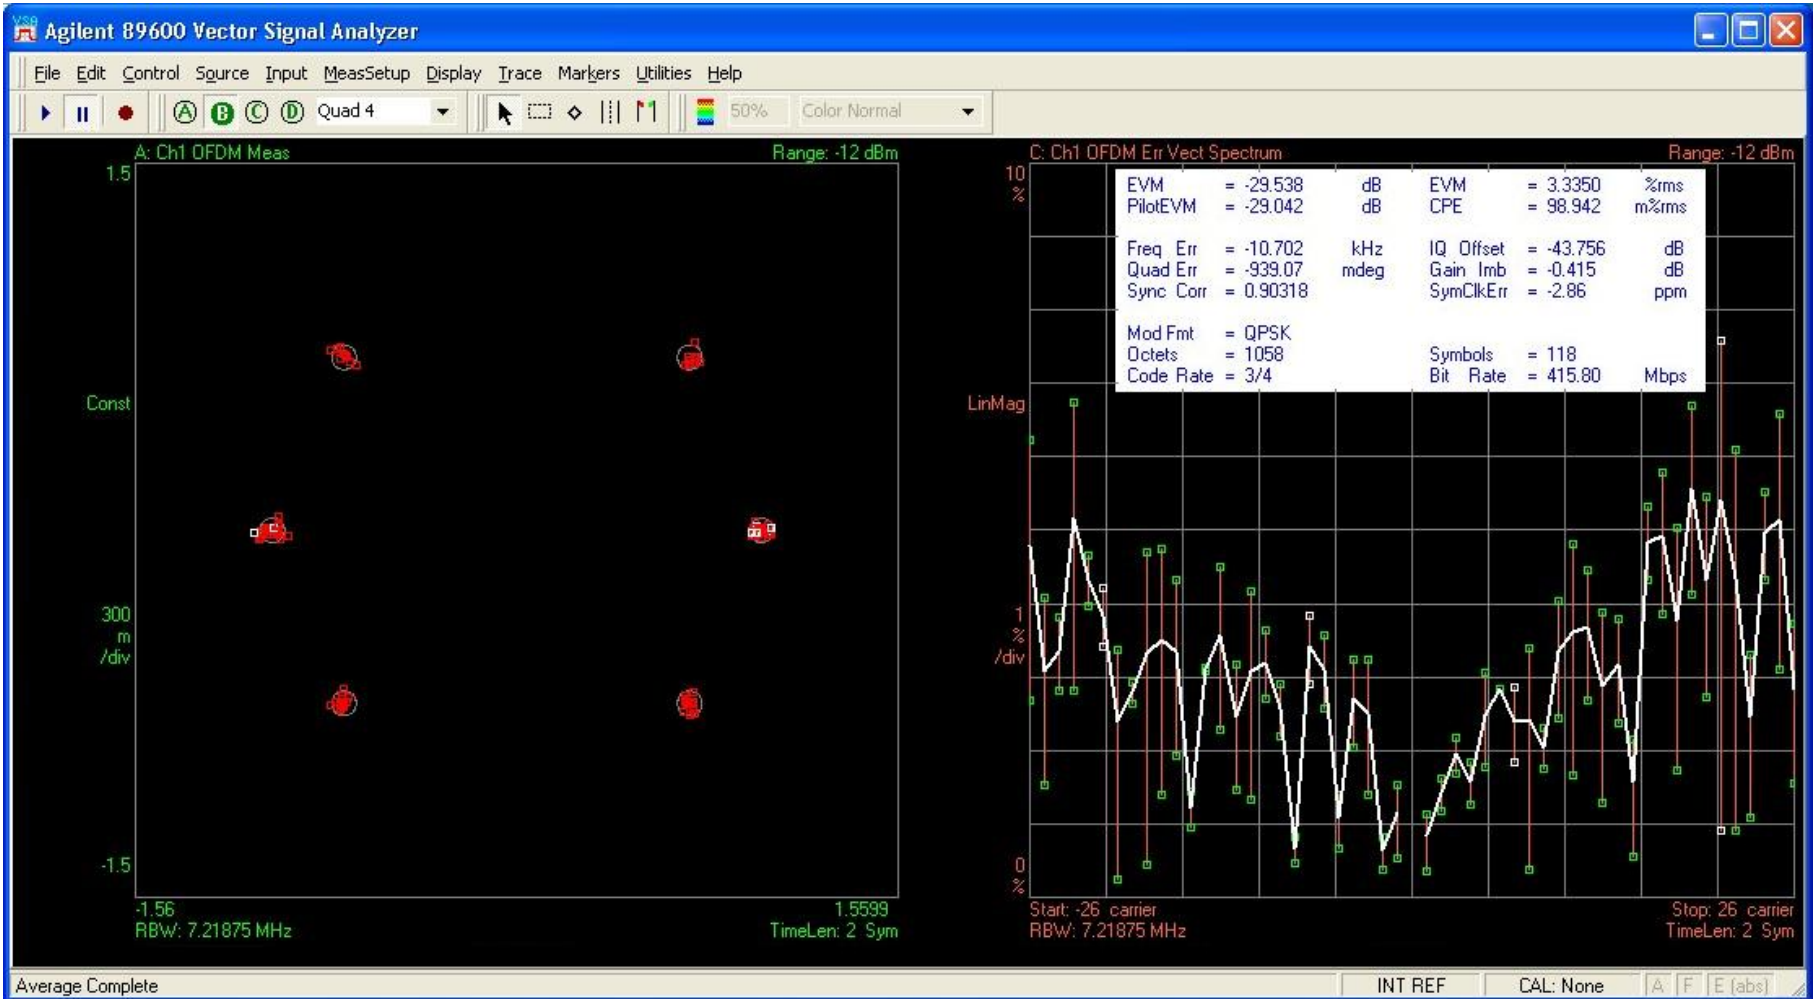 VSA
Agilent 89600 Vector Signal Analyzer
File Edit Control Source Input MeasSetup Display Trace Markers Utilities Help
A B C D Quad 4 50% Color Normal
A: Ch1 OFDM Meas Range: -12 dBm
1.5
Const
300
m
/div
-1.5
-1.56 1.5599
RBW: 7.21875 MHz TimeLen: 2 Sym
C: Ch1 OFDM Err Vect Spectrum Range: -12 dBm
10
%
LinMag
1
%
/div
0
%
EVM = -29.538 dB EVM = 3.3350 %rms
PilotEVM = -29.042 dB CPE = 98.942 m%rms
Freq Err = -10.702 kHz IQ Offset = -43.756 dB
Quad Err = -939.07 mdeg Gain Imb = -0.415 dB
Sync Corr = 0.90318 SymClkErr = -2.86 ppm
Mod Fmt = QPSK
Octets = 1058 Symbols = 118
Code Rate = 3/4 Bit Rate = 415.80 Mbps
Start: -26 carrier Stop: 26 carrier
RBW: 7.21875 MHz TimeLen: 2 Sym
Average Complete INT REF CAL: None A F E (abs)